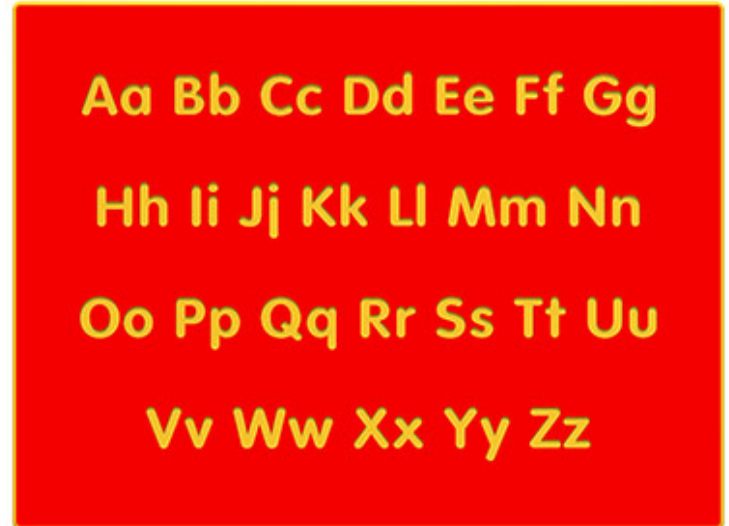 Aa Bb Cc Dd Ee Ff Gg
Hh Ii Jj Kk Ll Mm Nn
Oo Pp Qq Rr Ss Tt Uu
Vv Ww Xx Yy Zz